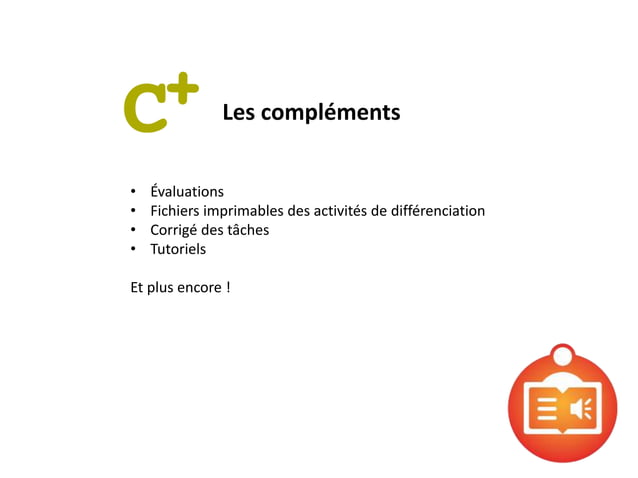 C+
Les compléments
• Évaluations
• Fichiers imprimables des activités de différenciation
• Corrigé des tâches
• Tutoriels
Et plus encore !